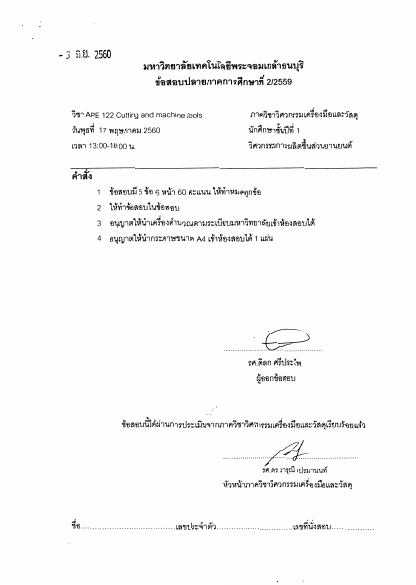 - 3 มิ.ย. 2560
มหาวิทยาลัยเทคโนโลยีพระจอมเกล้าธนบุรี
ข้อสอบปลายภาคการศึกษาที่ 2/2559
วิชา APE 122 Cutting and machine tools ภาควิชาวิศวกรรมเครื่องมือและวัสดุ
วันพุธที่ 17 พฤษภาคม 2560 นักศึกษาชั้นปีที่ 1
เวลา 13:00-16:00 น. วิศวกรรมการผลิตชิ้นส่วนยานยนต์
คำสั่ง
1 ข้อสอบมี 5 ข้อ 6 หน้า 60 คะแนน ให้ทำหมดทุกข้อ
2 ให้ทำข้อสอบในข้อสอบ
3 อนุญาตให้นำเครื่องคำนวณตามระเบียบมหาวิทยาลัยเข้าห้องสอบได้
4 อนุญาตให้นำกระดาษขนาด A4 เข้าห้องสอบได้ 1 แผ่น
รศ.ดิลก ศรีประไพ
ผู้ออกข้อสอบ
ข้อสอบนี้ได้ผ่านการประเมินจากภาควิชาวิศวกรรมเครื่องมือและวัสดุเรียบร้อยแล้ว
รศ.ดร.วารุณี เปรมานนท์
หัวหน้าภาควิชาวิศวกรรมเครื่องมือและวัสดุ
ชื่อ..............................เลขประจำตัว..............................เลขที่นั่งสอบ................